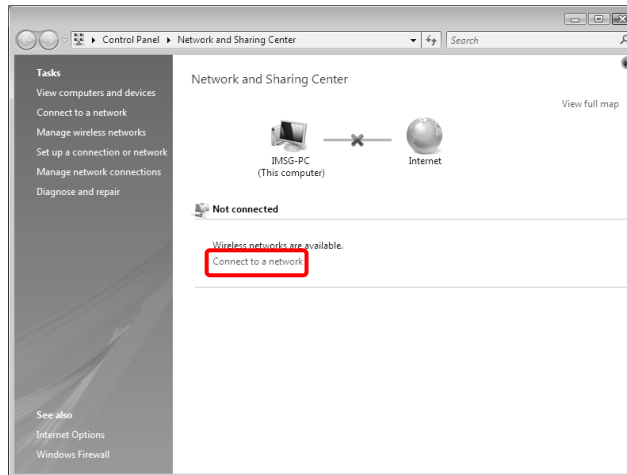 Control Panel
Network and Sharing Center
Search
Tasks
View computers and devices
Connect to a network
Manage wireless networks
Set up a connection or network
Manage network connections
Diagnose and repair
See also
Internet Options
Windows Firewall
Network and Sharing Center
View full map
IMSG-PC
(This computer)
Internet
Not connected
Wireless networks are available.
Connect to a network